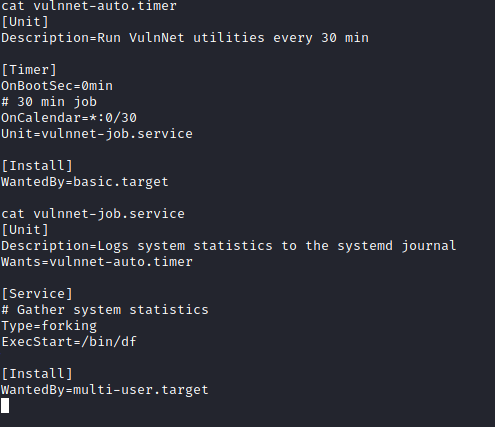 cat vulnnet-auto.timer
[Unit]
Description=Run VulnNet utilities every 30 min
[Timer]
OnBootSec=0min
# 30 min job
OnCalendar=*:0/30
Unit=vulnnet-job.service
[Install]
WantedBy=basic.target
cat vulnnet-job.service
[Unit]
Description=Logs system statistics to the systemd journal
Wants=vulnnet-auto.timer
[Service]
# Gather system statistics
Type=forking
ExecStart=/bin/df
[Install]
WantedBy=multi-user.target